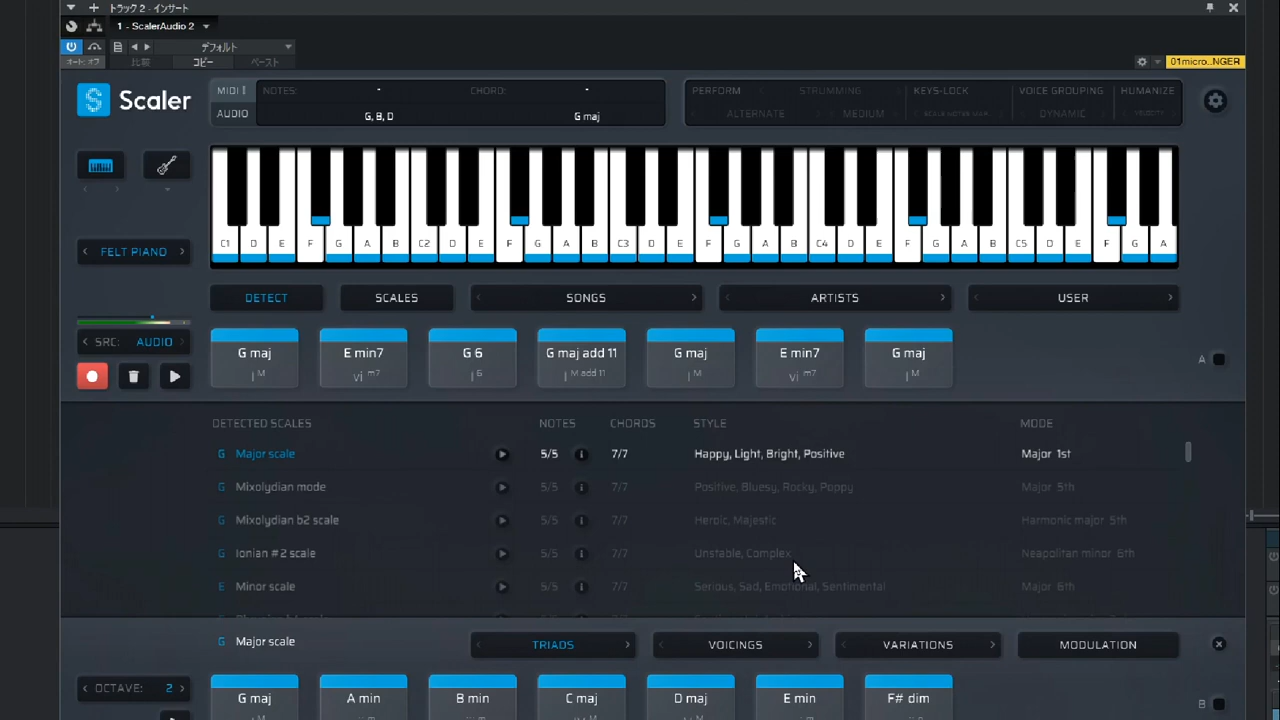 トラック 2 - インサート
1 - ScalerAudio 2
デフォルト
オート: オフ 比較 コピー ペースト
01micro...NGER
Scaler
MIDI NOTES: - CHORD: -
AUDIO G, B, D G maj
PERFORM STRUMMING KEYS-LOCK VOICE GROUPING HUMANIZE
ALTERNATE MEDIUM DYNAMIC VELOCITY
C1 D E F G A B C2 D E F G A B C3 D E F G A B C4 D E F G A B C5 D E F G A
FELT PIANO
DETECT SCALES SONGS ARTISTS USER
SRC: AUDIO
G maj E min7 G 6 G maj add 11 G maj E min7 G maj
I M vi m7 I 6 I M add 11 I M vi m7 I M
A
DETECTED SCALES NOTES CHORDS STYLE MODE
G Major scale 5/5 i 7/7 Happy, Light, Bright, Positive Major 1st
G Mixolydian mode 5/5 i 7/7 Positive, Bluesy, Rocky, Poppy Major 5th
G Mixolydian b2 scale 5/5 i 7/7 Heroic, Majestic Harmonic major 5th
G Ionian #2 scale 5/5 i 7/7 Unstable, Complex Neapolitan minor 6th
E Minor scale 5/5 i 7/7 Serious, Sad, Emotional, Sentimental Major 6th
G Major scale TRIADS VOICINGS VARIATIONS MODULATION
OCTAVE: 2
G maj A min B min C maj D maj E min F# dim
B